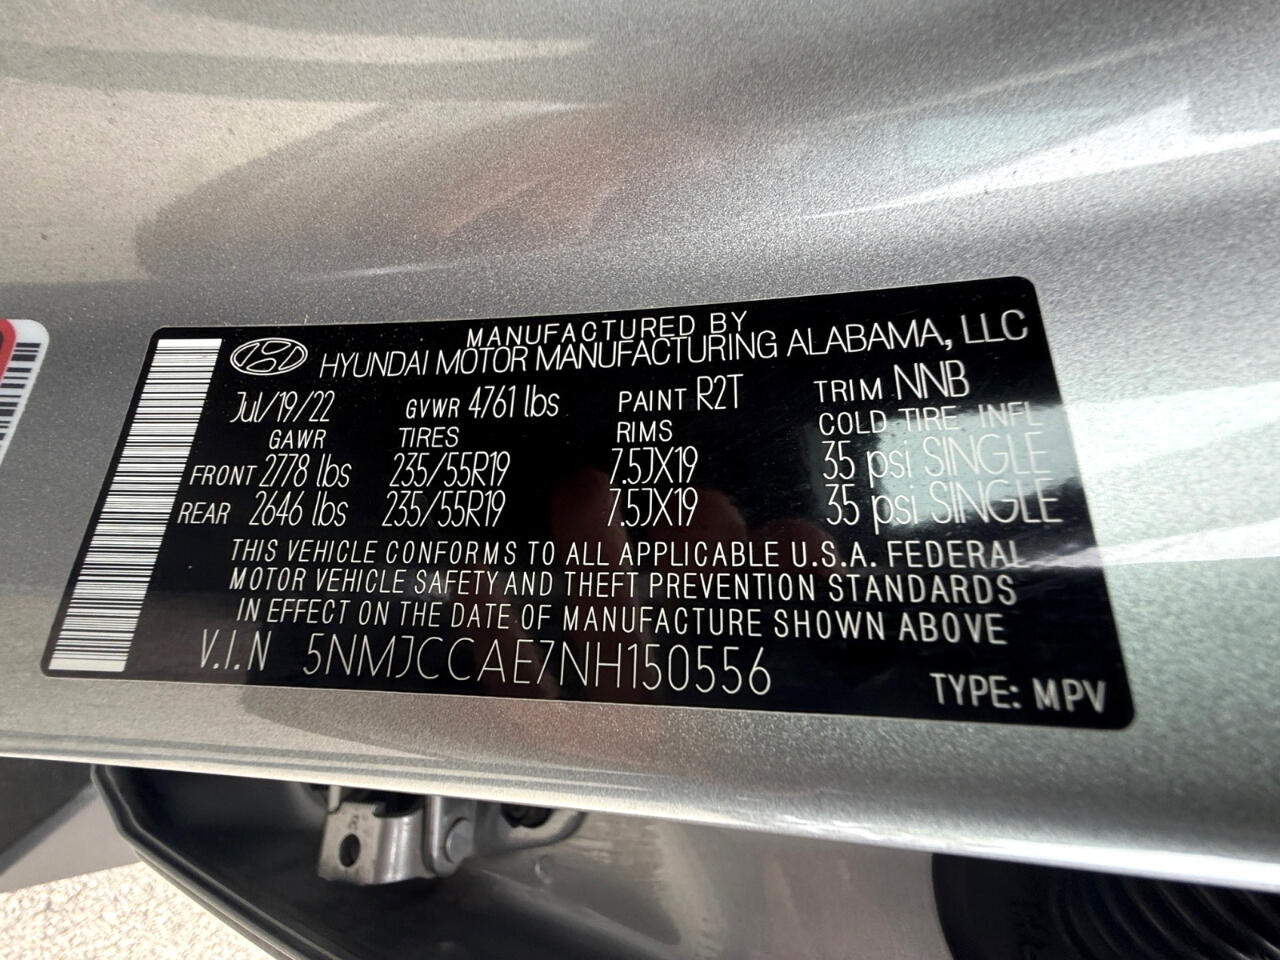 MANUFACTURED BY
HYUNDAI MOTOR MANUFACTURING ALABAMA, LLC
Jul/19/22 GVWR 4761 lbs PAINT R2T TRIM NNB
GAWR TIRES RIMS COLD TIRE INFL
FRONT 2778 lbs 235/55R19 7.5JX19 35 psi SINGLE
REAR 2646 lbs 235/55R19 7.5JX19 35 psi SINGLE
THIS VEHICLE CONFORMS TO ALL APPLICABLE U.S.A. FEDERAL
MOTOR VEHICLE SAFETY AND THEFT PREVENTION STANDARDS
IN EFFECT ON THE DATE OF MANUFACTURE SHOWN ABOVE
V.I.N 5NMJCCAE7NH150556
TYPE: MPV